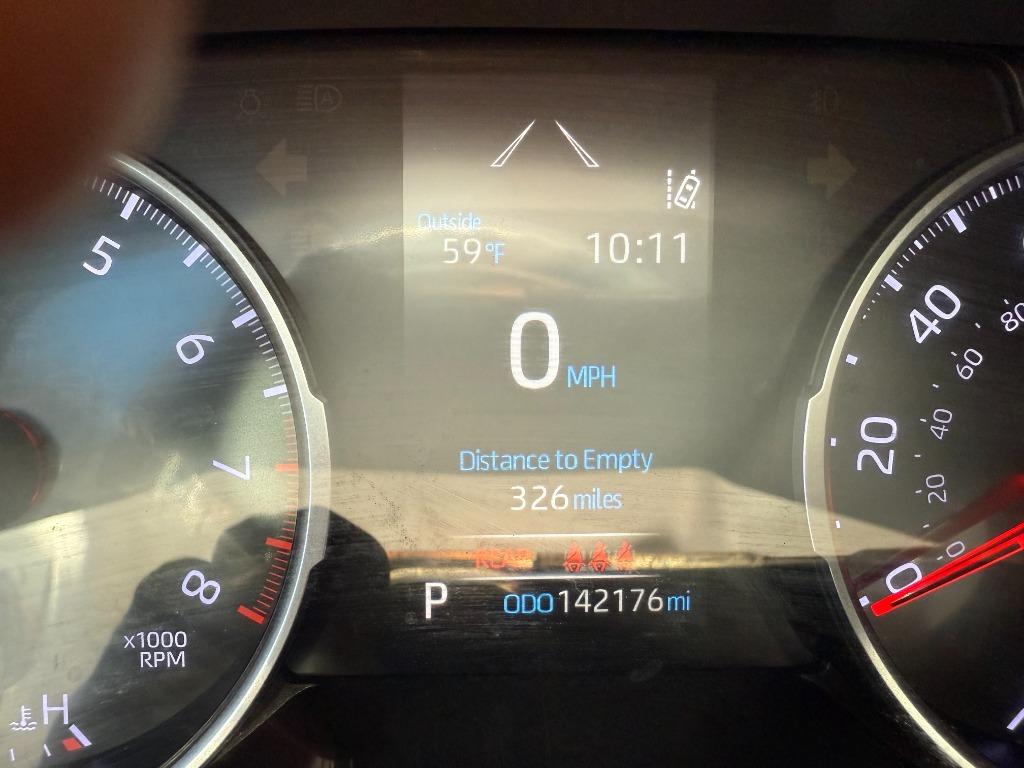 Outside
59°F
10:11
0 MPH
Distance to Empty
326 miles
REAR
P
ODO 142176 mi
5
6
7
8
x1000
RPM
H
40
20
0
80
60
40
20
0